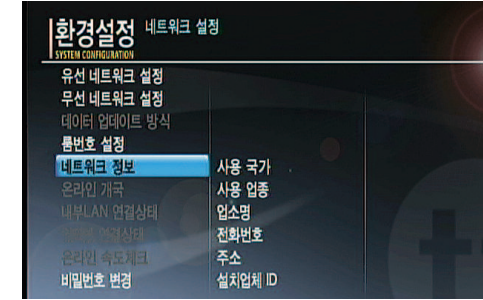 환경설정 네트워크 설정
SYSTEM CONFIGURATION
유선 네트워크 설정
무선 네트워크 설정
데이터 업데이트 방식
룸번호 설정
네트워크 정보 사용 국가
온라인 개국 사용 업종
내부LAN 연결상태 업소명
연결상태 전화번호
온라인 속도체크 주소
비밀번호 변경 설치업체 ID